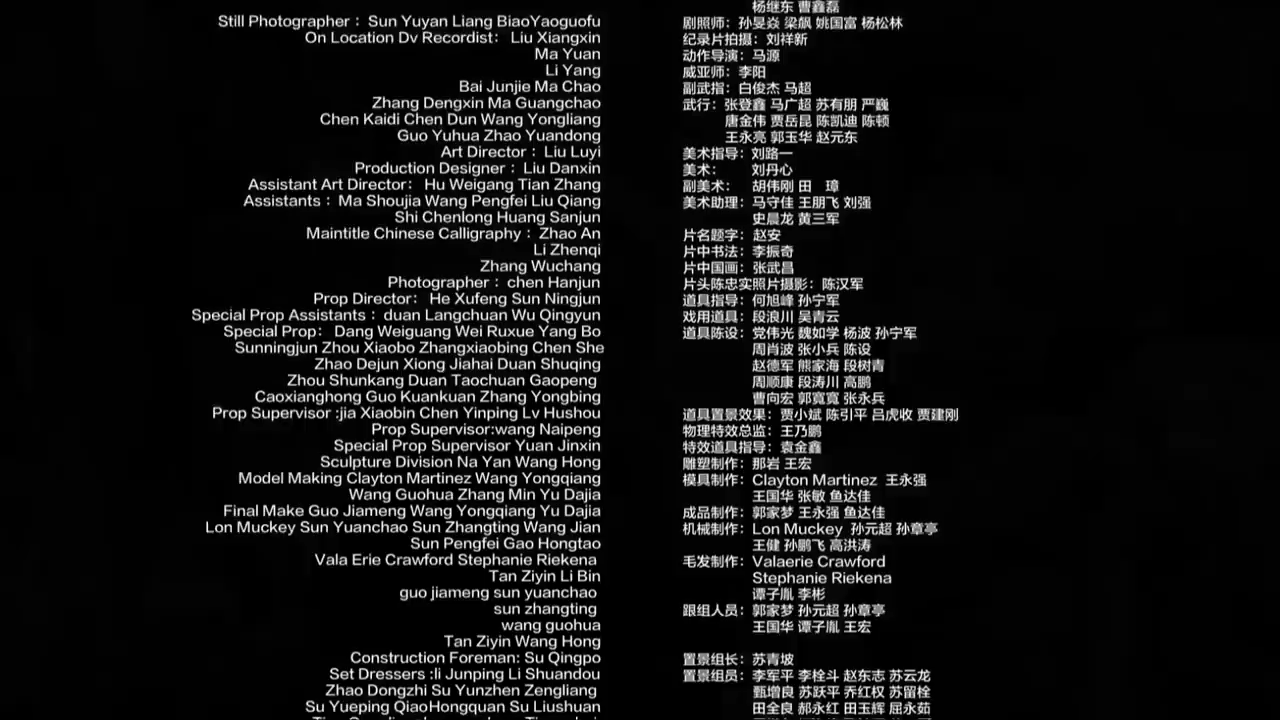 杨继东 曹鑫磊
Still Photographer： Sun Yuyan Liang BiaoYaoguofu 剧照师：孙旻焱 梁飙 姚国富 杨松林
On Location Dv Recordist： Liu Xiangxin 纪录片拍摄：刘祥新
Ma Yuan 动作导演：马源
Li Yang 威亚师：李阳
Bai Junjie Ma Chao 副武指：白俊杰 马超
Zhang Dengxin Ma Guangchao 武行：张登鑫 马广超 苏有朋 严巍
Chen Kaidi Chen Dun Wang Yongliang 唐金伟 贾岳昆 陈凯迪 陈顿
Guo Yuhua Zhao Yuandong 王永亮 郭玉华 赵元东
Art Director： Liu Luyi 美术指导：刘路一
Production Designer： Liu Danxin 美术： 刘丹心
Assistant Art Director： Hu Weigang Tian Zhang 副美术： 胡伟刚 田 璋
Assistants：Ma Shoujia Wang Pengfei Liu Qiang 美术助理：马守佳 王朋飞 刘强
Shi Chenlong Huang Sanjun 史晨龙 黄三军
Maintitle Chinese Calligraphy：Zhao An 片名题字：赵安
Li Zhenqi 片中书法：李振奇
Zhang Wuchang 片中国画：张武昌
Photographer：chen Hanjun 片头陈忠实照片摄影：陈汉军
Prop Director： He Xufeng Sun Ningjun 道具指导：何旭峰 孙宁军
Special Prop Assistants：duan Langchuan Wu Qingyun 戏用道具：段浪川 吴青云
Special Prop： Dang Weiguang Wei Ruxue Yang Bo 道具陈设：党伟光 魏如学 杨波 孙宁军
Sunningjun Zhou Xiaobo Zhangxiaobing Chen She 周肖波 张小兵 陈设
Zhao Dejun Xiong Jiahai Duan Shuqing 赵德军 熊家海 段树青
Zhou Shunkang Duan Taochuan Gaopeng 周顺康 段涛川 高鹏
Caoxianghong Guo Kuankuan Zhang Yongbing 曹向宏 郭宽宽 张永兵
Prop Supervisor :jia Xiaobin Chen Yinping Lv Hushou 道具置景效果：贾小斌 陈引平 吕虎收 贾建刚
Prop Supervisor:wang Naipeng 物理特效总监：王乃鹏
Special Prop Supervisor Yuan Jinxin 特效道具指导：袁金鑫
Sculpture Division Na Yan Wang Hong 雕塑制作：那岩 王宏
Model Making Clayton Martinez Wang Yongqiang 模具制作：Clayton Martinez 王永强
Wang Guohua Zhang Min Yu Dajia 王国华 张敏 鱼达佳
Final Make Guo Jiameng Wang Yongqiang Yu Dajia 成品制作：郭家梦 王永强 鱼达佳
Lon Muckey Sun Yuanchao Sun Zhangting Wang Jian 机械制作：Lon Muckey 孙元超 孙章亭
Sun Pengfei Gao Hongtao 王健 孙鹏飞 高洪涛
Vala Erie Crawford Stephanie Riekena 毛发制作：Valaerie Crawford
Tan Ziyin Li Bin Stephanie Riekena
guo jiameng sun yuanchao 谭子胤 李彬
sun zhangting 跟组人员：郭家梦 孙元超 孙章亭
wang guohua 王国华 谭子胤 王宏
Tan Ziyin Wang Hong
Construction Foreman: Su Qingpo 置景组长：苏青坡
Set Dressers :li Junping Li Shuandou 置景组员：李军平 李栓斗 赵东志 苏云龙
Zhao Dongzhi Su Yunzhen Zengliang 甄增良 苏跃平 乔红权 苏留栓
Su Yueping QiaoHongquan Su Liushuan 田全良 郝永红 田玉辉 屈永茹